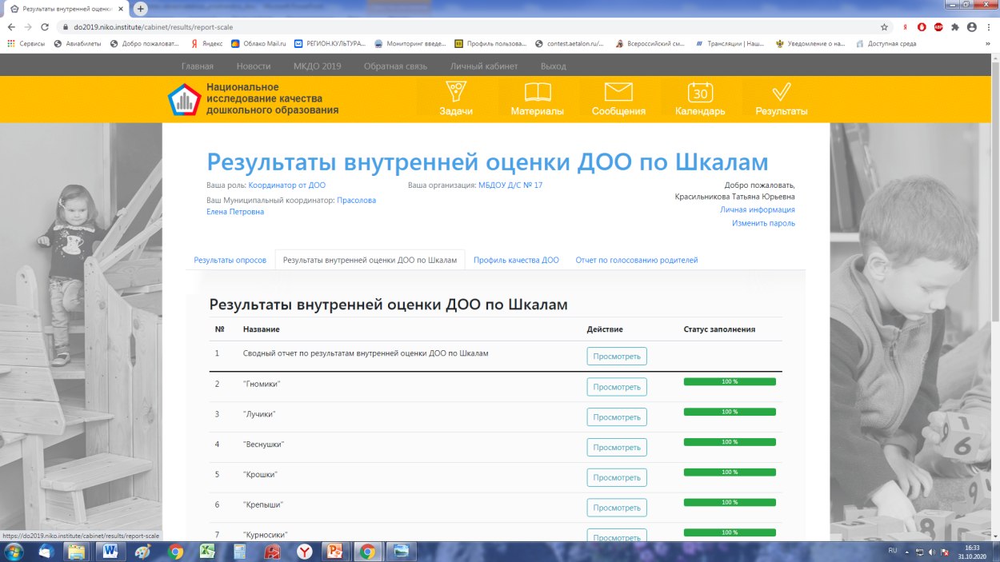 Результаты внутренней оценки
do2019.niko.institute/cabinet/results/report-scale
Сервисы Авиабилеты Добро пожаловат... Яндекс Облако Mail.ru РЕГИОН.КУЛЬТУРА... Мониторинг введе... Профиль пользова... contest.aetalon.ru/... Всероссийский см... Трансляции | Наш... Уведомление о на... Доступная среда
Главная Новости МКДО 2019 Обратная связь Личный кабинет Выход
Национальное
исследование качества
дошкольного образования
30
Задачи Материалы Сообщения Календарь Результаты
Результаты внутренней оценки ДОО по Шкалам
Ваша роль: Координатор от ДОО Ваша организация: МБДОУ Д/С № 17 Добро пожаловать,
Красильникова Татьяна Юрьевна
Ваш Муниципальный координатор: Прасолова
Елена Петровна
Личная информация
Изменить пароль
Результаты опросов Результаты внутренней оценки ДОО по Шкалам Профиль качества ДОО Отчет по голосованию родителей
Результаты внутренней оценки ДОО по Шкалам
№ Название Действие Статус заполнения
1 Сводный отчет по результатам внутренней оценки ДОО по Шкалам Просмотреть
2 "Гномики" Просмотреть 100 %
3 "Лучики" Просмотреть 100 %
4 "Веснушки" Просмотреть 100 %
5 "Крошки" Просмотреть 100 %
6 "Крепыши" Просмотреть 100 %
7 "Курносики" Просмотреть 100 %
https://do2019.niko.institute/cabinet/results/report-scale
RU 16:33
31.10.2020